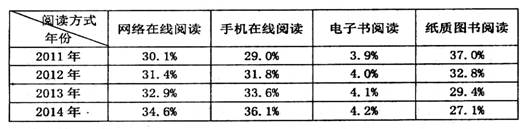 阅读方式 网络在线阅读 手机在线阅读 电子书阅读 纸质图书阅读
年份
2011年 30.1% 29.0% 3.9% 37.0%
2012年 31.4% 31.8% 4.0% 32.8%
2013年 32.9% 33.6% 4.1% 29.4%
2014年 34.6% 36.1% 4.2% 27.1%